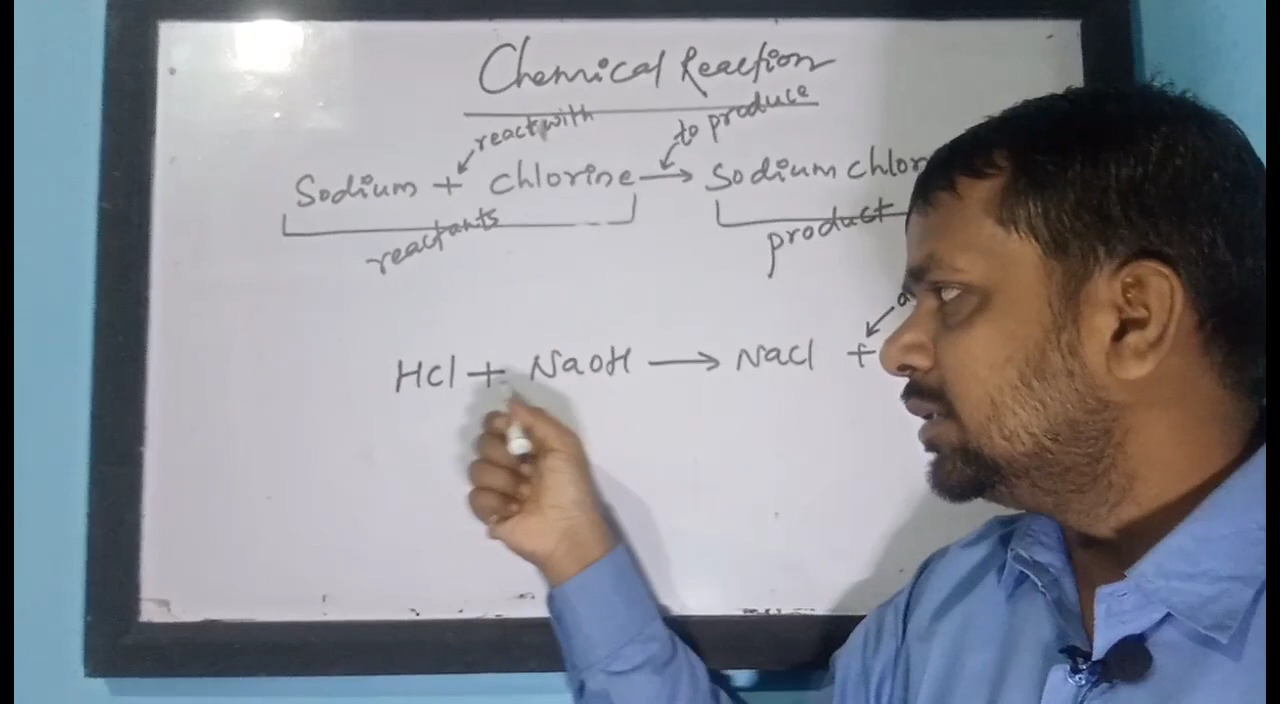 Chemical Reaction
react with to produce
Sodium + chlorine → Sodium chlor
reactants product
HCl + NaOH → NaCl +